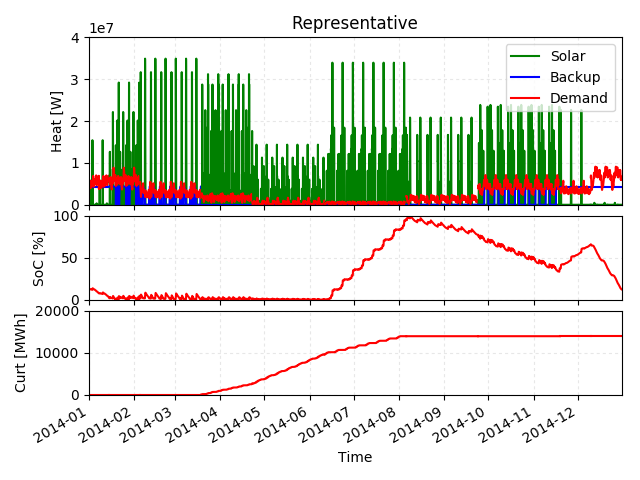 Representative
1e7
4
3
2
1
0
Heat [W]
Solar
Backup
Demand
100
50
0
SoC [%]
20000
10000
0
Curt [MWh]
2014-01
2014-02
2014-03
2014-04
2014-05
2014-06
2014-07
2014-08
2014-09
2014-10
2014-11
2014-12
Time